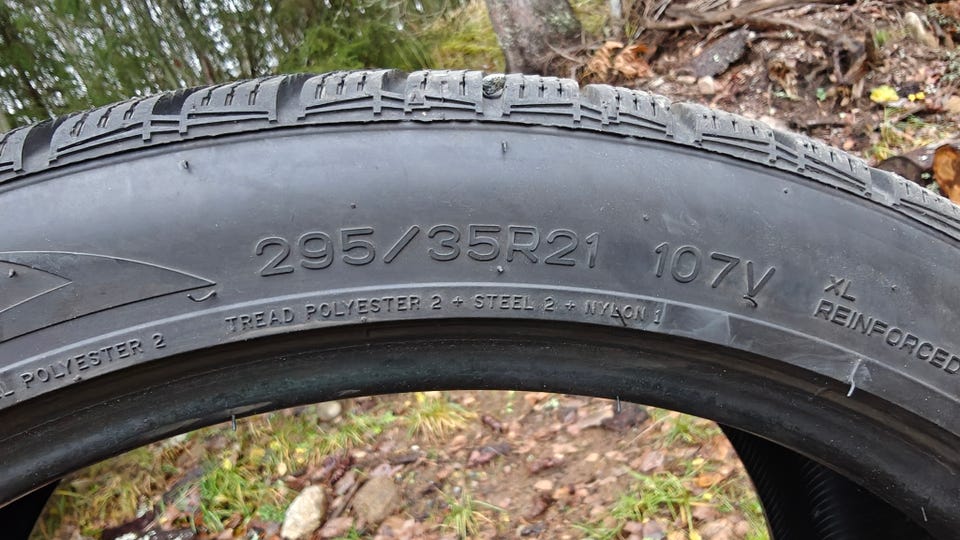 295/35R21 107V XL
REINFORCED
TREAD POLYESTER 2 + STEEL 2 + NYLON 1
POLYESTER 2